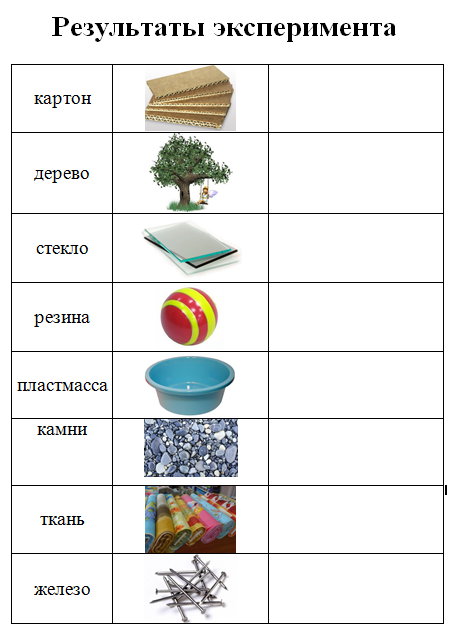 Результаты эксперимента
картон
дерево
стекло
резина
пластмасса
камни
ткань
железо